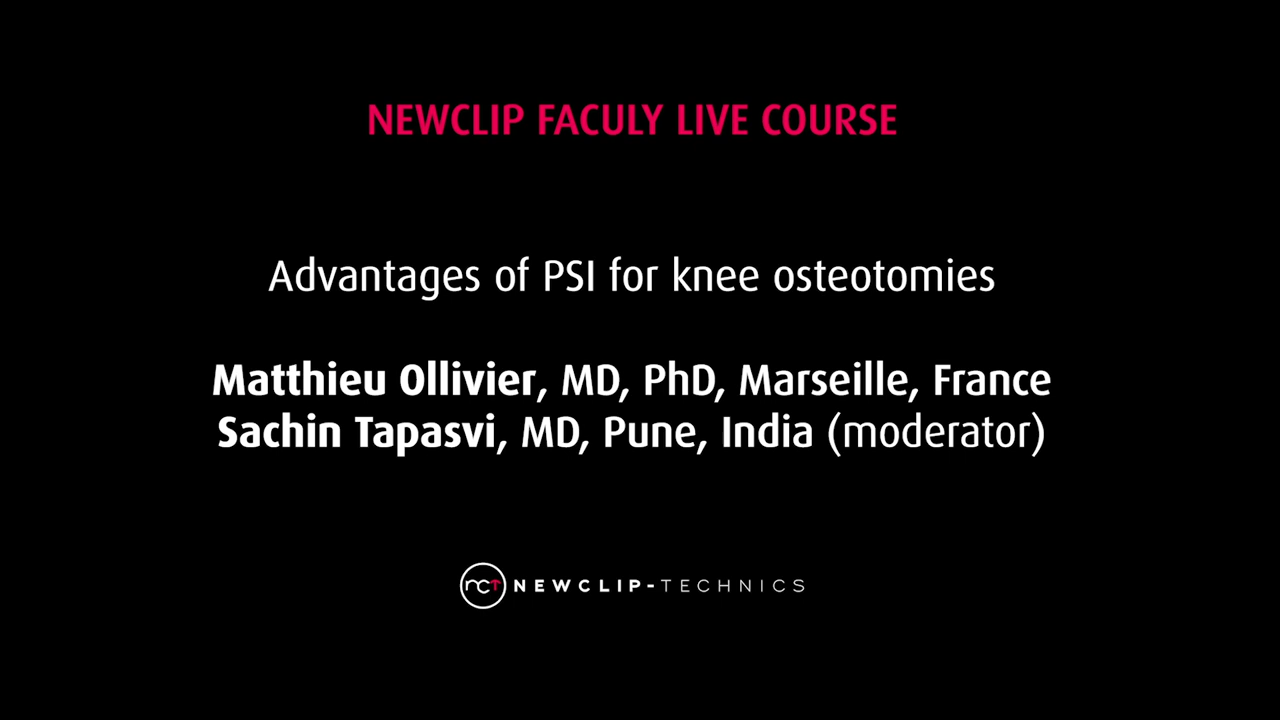 NEWCLIP FACULY LIVE COURSE
Advantages of PSI for knee osteotomies
Matthieu Ollivier, MD, PhD, Marseille, France
Sachin Tapasvi, MD, Pune, India (moderator)
nct NEWCLIP-TECHNICS